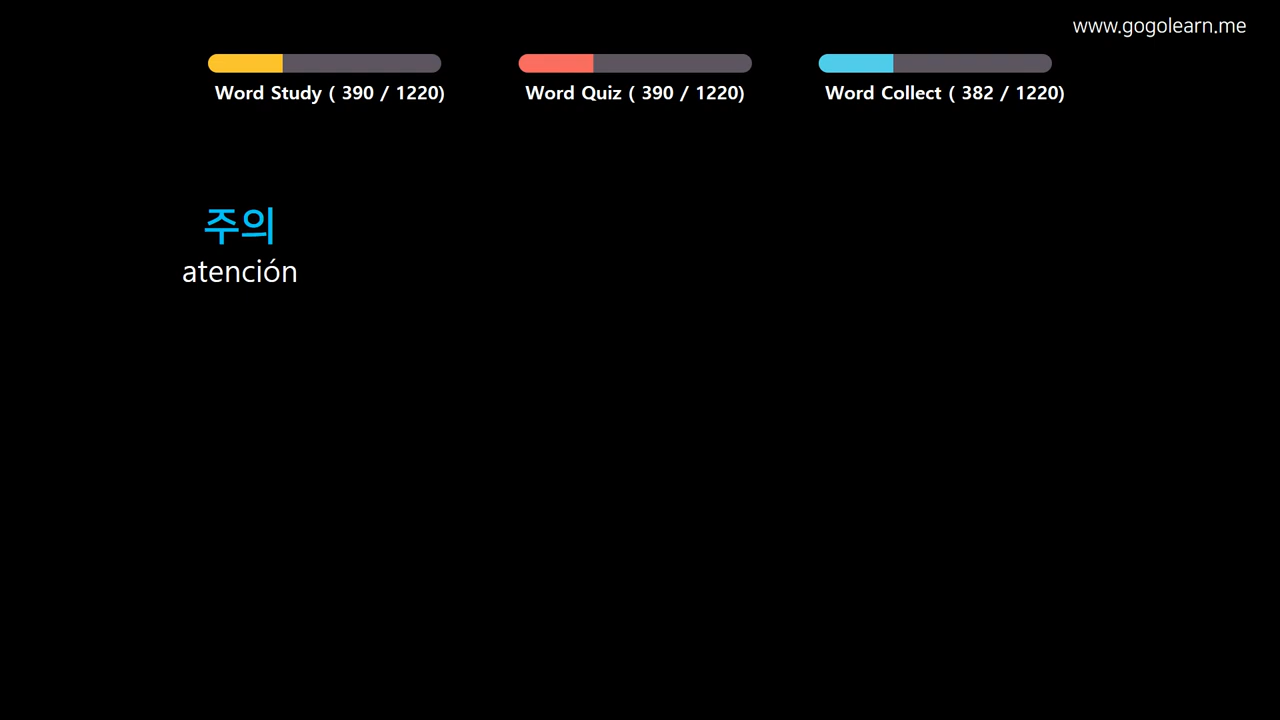 www.gogolearn.me
Word Study ( 390 / 1220)
Word Quiz ( 390 / 1220)
Word Collect ( 382 / 1220)
주의
atención